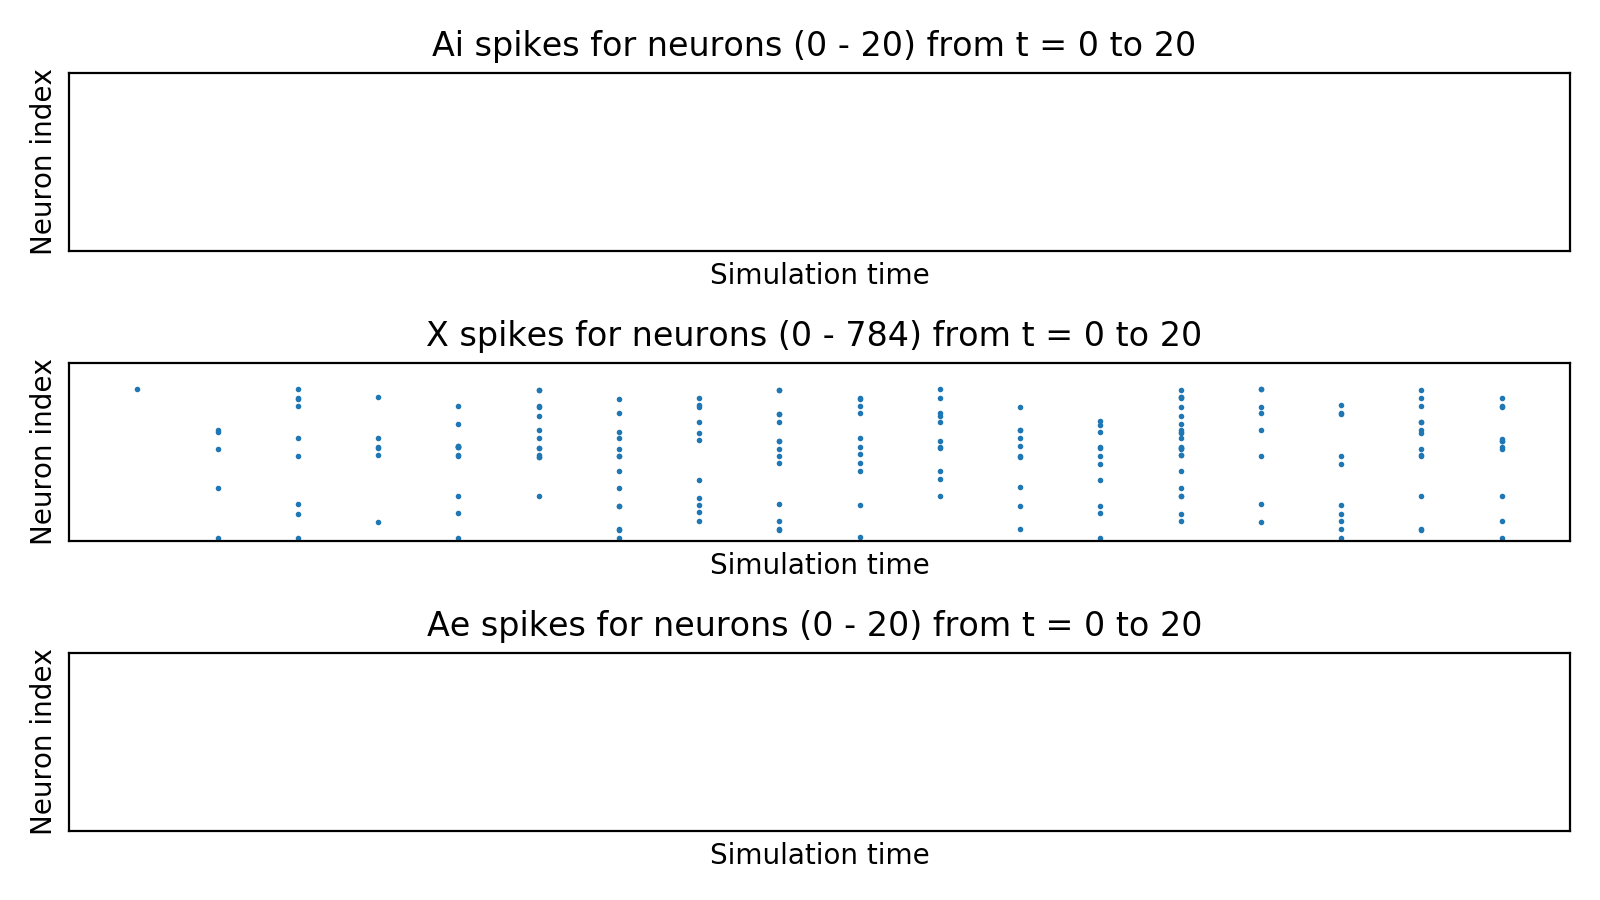 Ai spikes for neurons (0 - 20) from t = 0 to 20
Neuron index
Simulation time
X spikes for neurons (0 - 784) from t = 0 to 20
Neuron index
Simulation time
Ae spikes for neurons (0 - 20) from t = 0 to 20
Neuron index
Simulation time